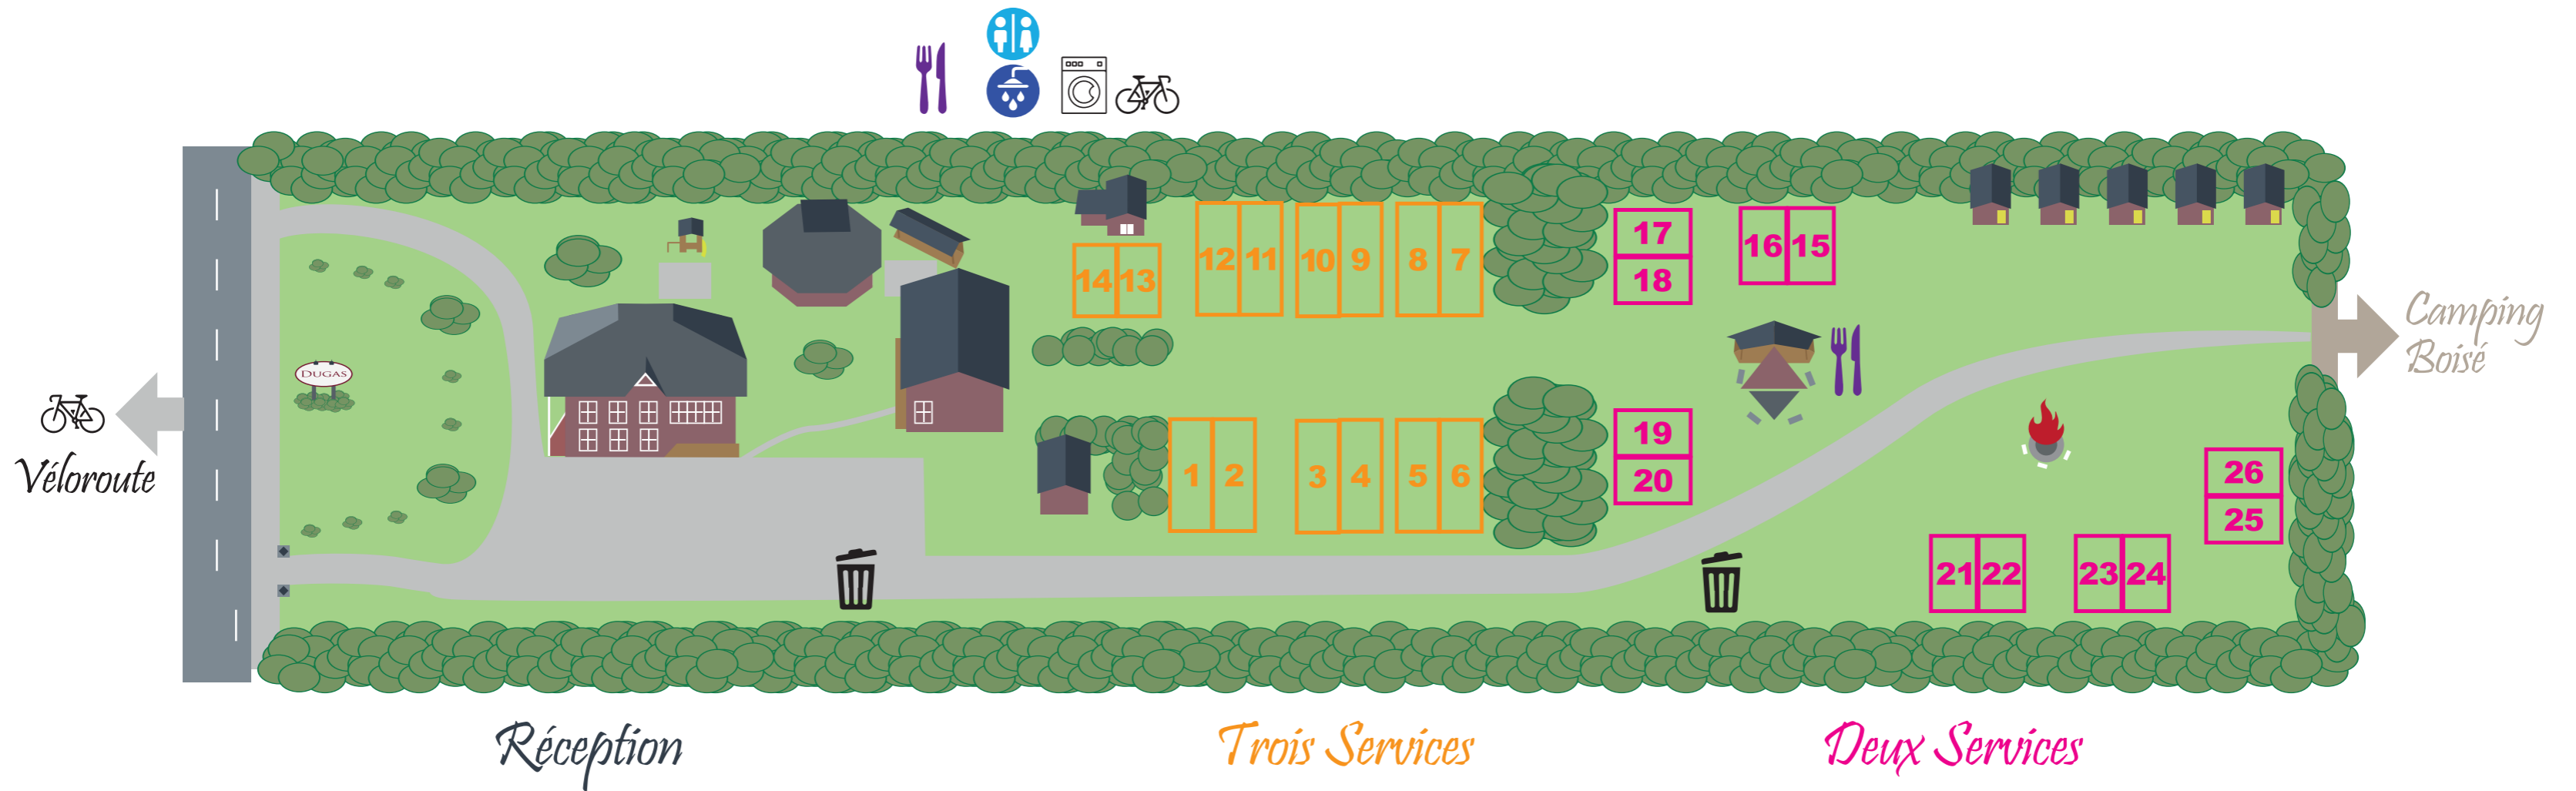 12 11 10 9 8 7
17
18
16 15
14 13
Camping
Boisé
DUGAS
Véloroute
1 2 3 4 5 6
19
20
26
25
21 22 23 24
Réception
Trois Services
Deux Services